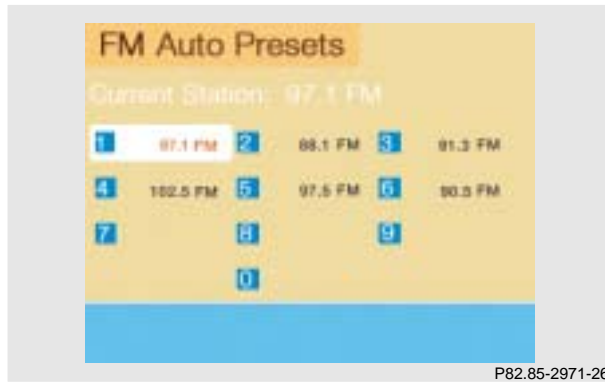 FM Auto Presets
Current Station: 97.1 FM
1 97.1 FM 2 88.1 FM 3 91.3 FM
4 102.5 FM 5 97.5 FM 6 90.5 FM
7 8 9
0
P82.85-2971-26